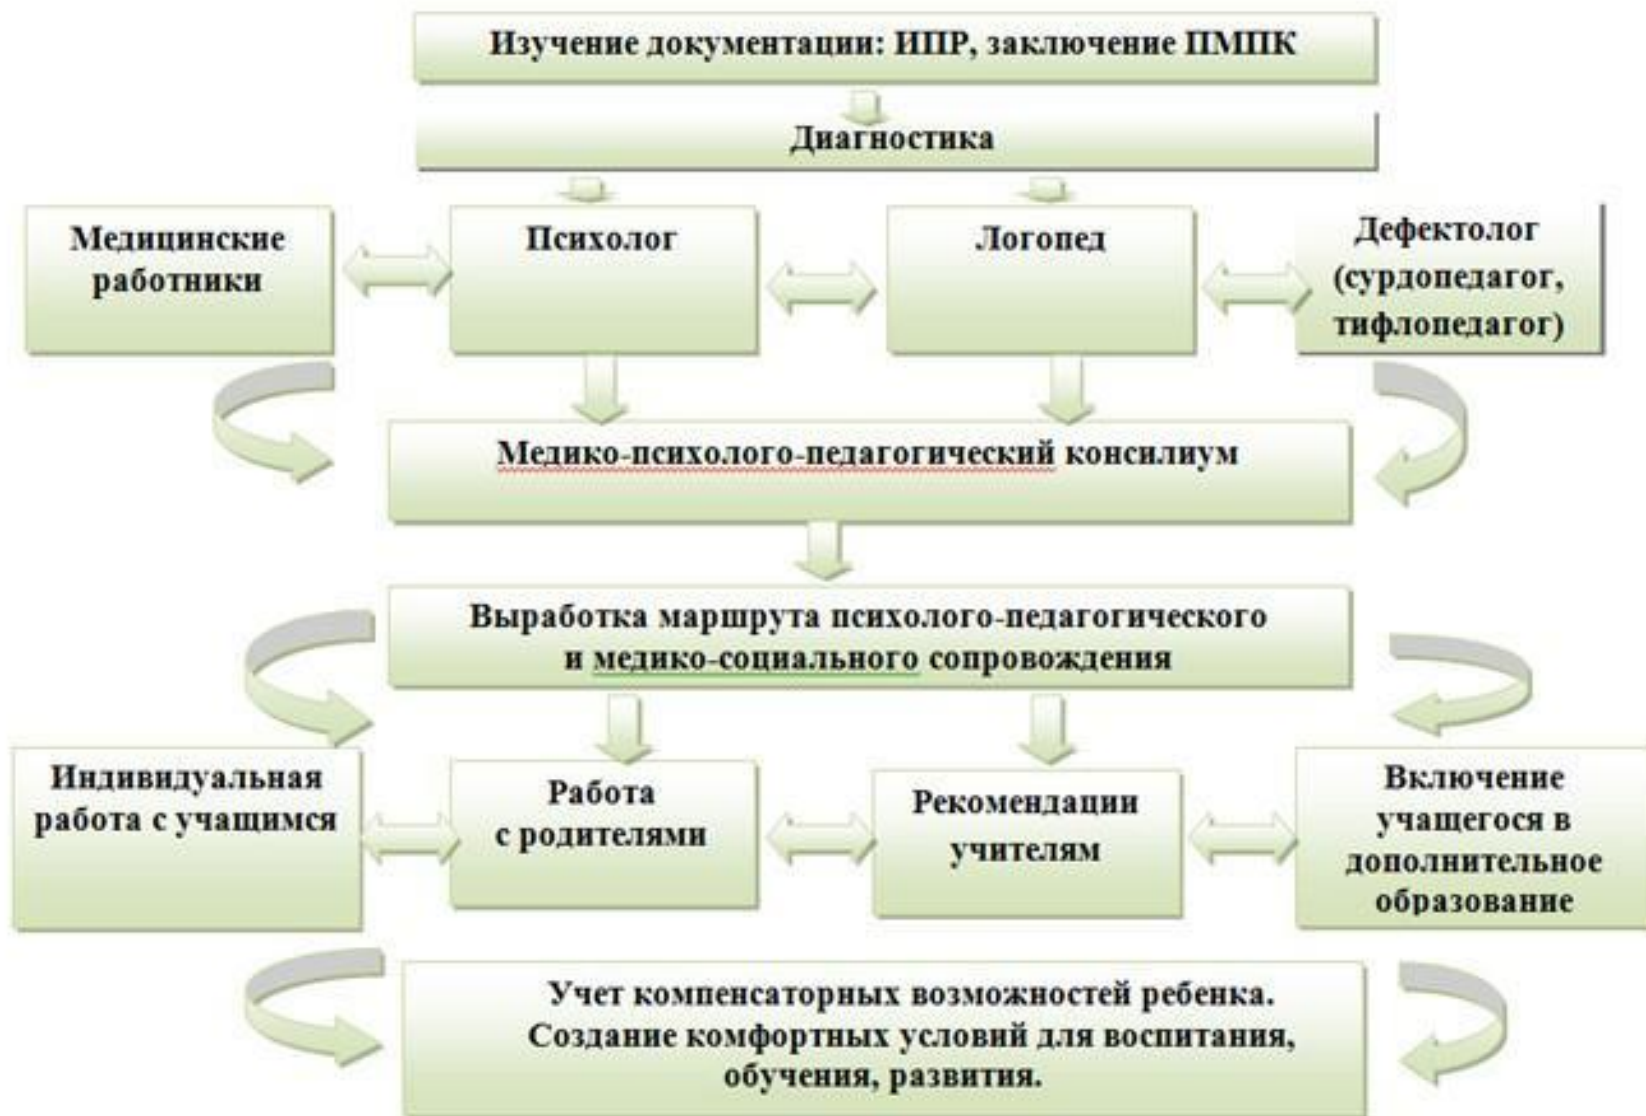 Изучение документации: ИПР, заключение ПМПК
Диагностика
Медицинские
работники
Психолог
Логопед
Дефектолог
(сурдопедагог,
тифлопедагог)
Медико-психолого-педагогический консилиум
Выработка маршрута психолого-педагогического
и медико-социального сопровождения
Индивидуальная
работа с учащимся
Работа
с родителями
Рекомендации
учителям
Включение
учащегося в
дополнительное
образование
Учет компенсаторных возможностей ребенка.
Создание комфортных условий для воспитания,
обучения, развития.